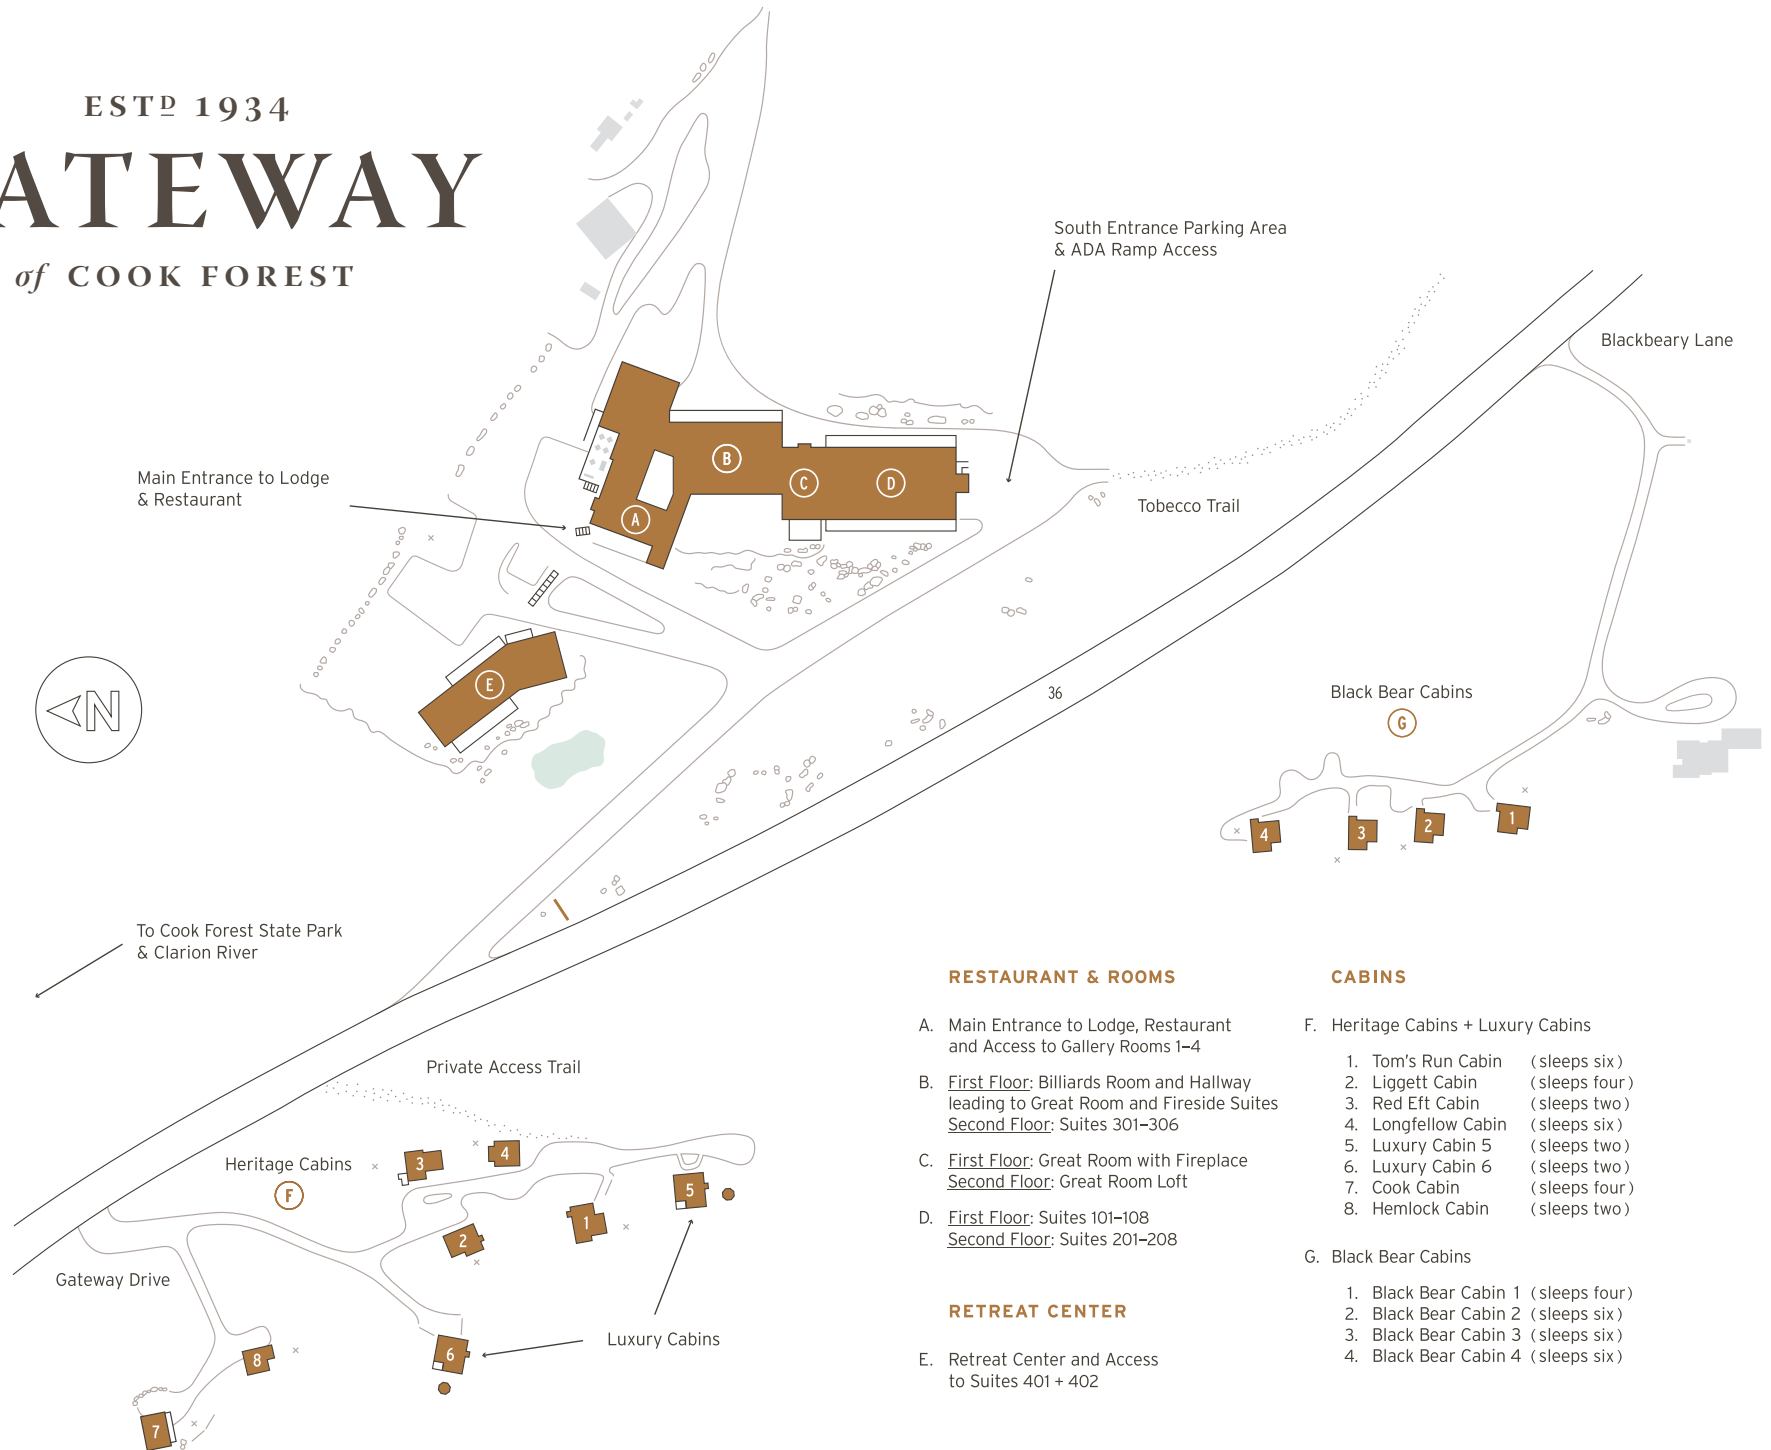 ESTD 1934
ATEWAY
of COOK FOREST
South Entrance Parking Area
& ADA Ramp Access
Blackbeary Lane
Main Entrance to Lodge
& Restaurant
B
C
D
A
Tobecco Trail
E
N
36
Black Bear Cabins
G
4
3
2
1
To Cook Forest State Park
& Clarion River
Private Access Trail
Heritage Cabins
F
3
4
5
1
2
Gateway Drive
Luxury Cabins
6
8
7
RESTAURANT & ROOMS
A. Main Entrance to Lodge, Restaurant
and Access to Gallery Rooms 1–4
B. First Floor: Billiards Room and Hallway
leading to Great Room and Fireside Suites
Second Floor: Suites 301–306
C. First Floor: Great Room with Fireplace
Second Floor: Great Room Loft
D. First Floor: Suites 101–108
Second Floor: Suites 201–208
RETREAT CENTER
E. Retreat Center and Access
to Suites 401 + 402
CABINS
F. Heritage Cabins + Luxury Cabins
1. Tom's Run Cabin (sleeps six)
2. Liggett Cabin (sleeps four)
3. Red Eft Cabin (sleeps two)
4. Longfellow Cabin (sleeps six)
5. Luxury Cabin 5 (sleeps two)
6. Luxury Cabin 6 (sleeps two)
7. Cook Cabin (sleeps four)
8. Hemlock Cabin (sleeps two)
G. Black Bear Cabins
1. Black Bear Cabin 1 (sleeps four)
2. Black Bear Cabin 2 (sleeps six)
3. Black Bear Cabin 3 (sleeps six)
4. Black Bear Cabin 4 (sleeps six)